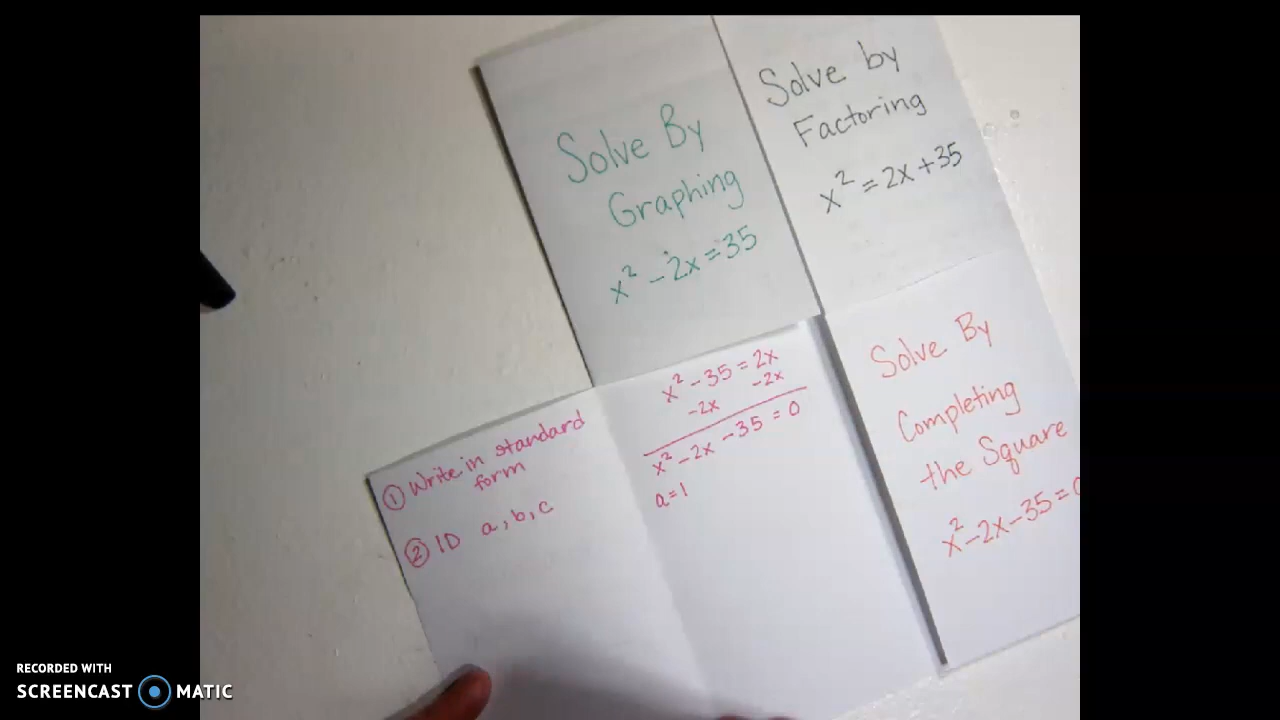 Solve By
Graphing
x² - 2x = 35
Solve by
Factoring
x² = 2x + 35
① Write in standard
form
② ID a, b, c
x² - 35 = 2x
-2x -2x
x² - 2x - 35 = 0
a = 1
Solve By
Completing
the Square
x² - 2x - 35 = 0
RECORDED WITH
SCREENCAST MATIC